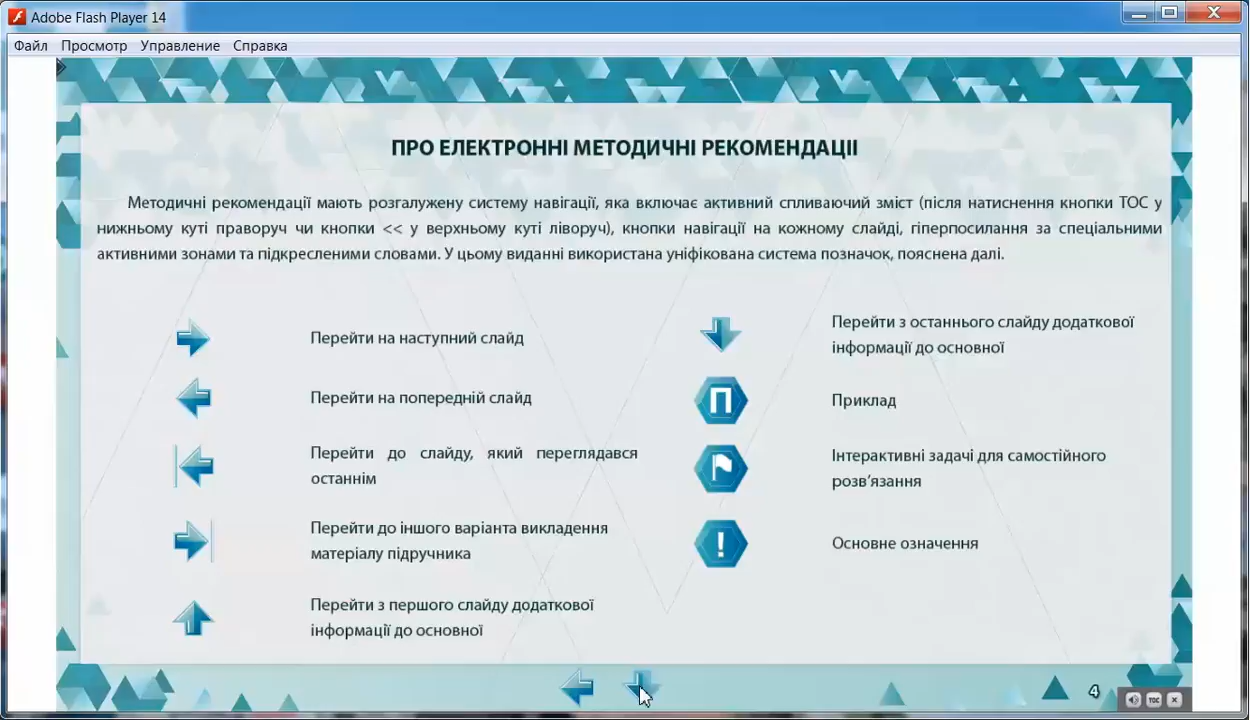 Adobe Flash Player 14
Файл Просмотр Управление Справка
ПРО ЕЛЕКТРОННІ МЕТОДИЧНІ РЕКОМЕНДАЦІЇ
Методичні рекомендації мають розгалужену систему навігації, яка включає активний спливаючий зміст (після натиснення кнопки ТОС у
нижньому куті праворуч чи кнопки << у верхньому куті ліворуч), кнопки навігації на кожному слайді, гіперпосилання за спеціальними
активними зонами та підкресленими словами. У цьому виданні використана уніфікована система позначок, пояснена далі.
Перейти на наступний слайд
Перейти на попередній слайд
Перейти до слайду, який переглядався
останнім
Перейти до іншого варіанта викладення
матеріалу підручника
Перейти з першого слайду додаткової
інформації до основної
Перейти з останнього слайду додаткової
інформації до основної
П
Приклад
Інтерактивні задачі для самостійного
розв’язання
!
Основне означення
4
TOC